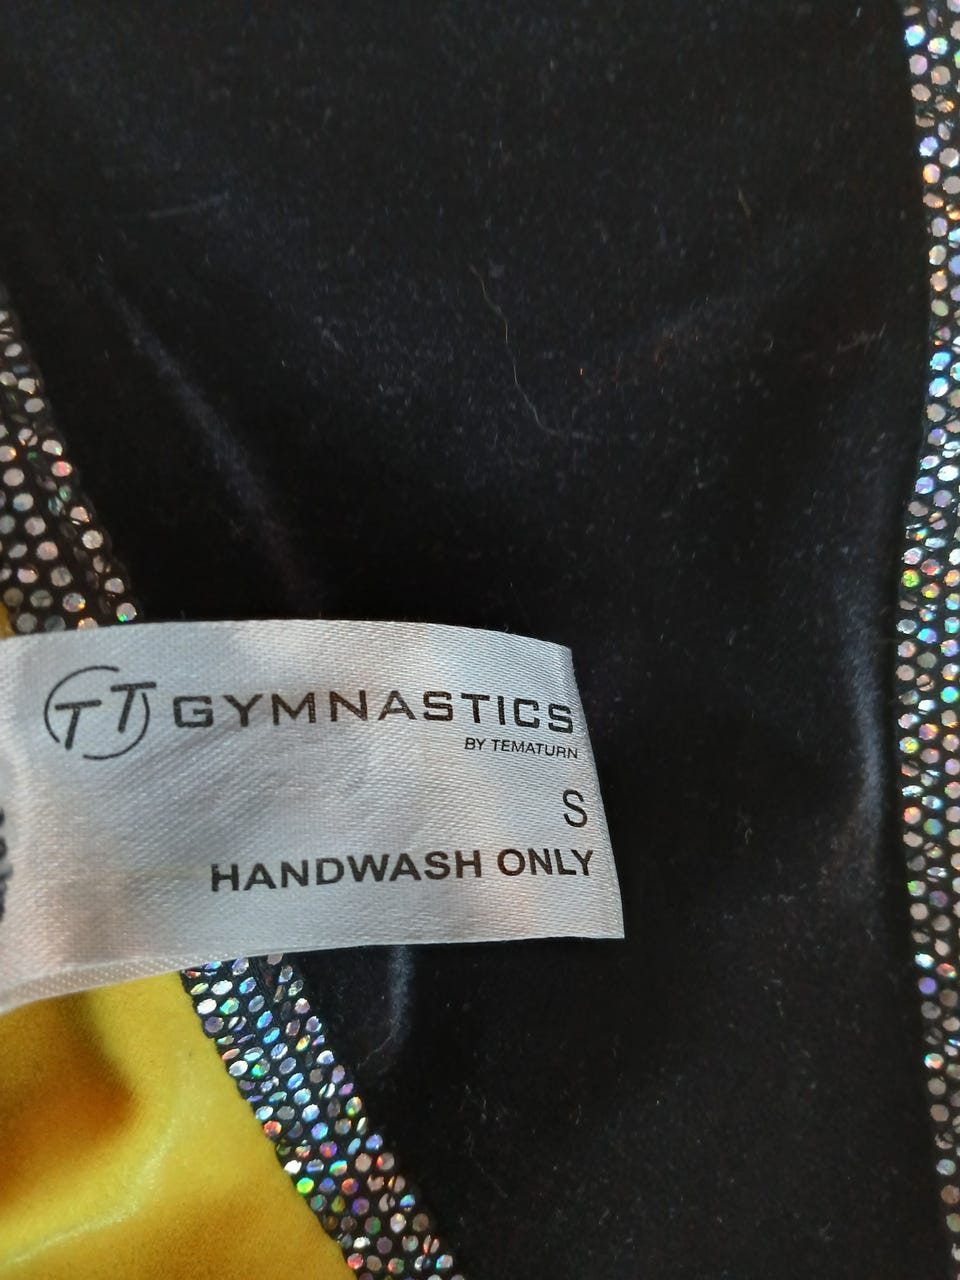 TT GYMNASTICS
BY TEMATURN
S
HANDWASH ONLY